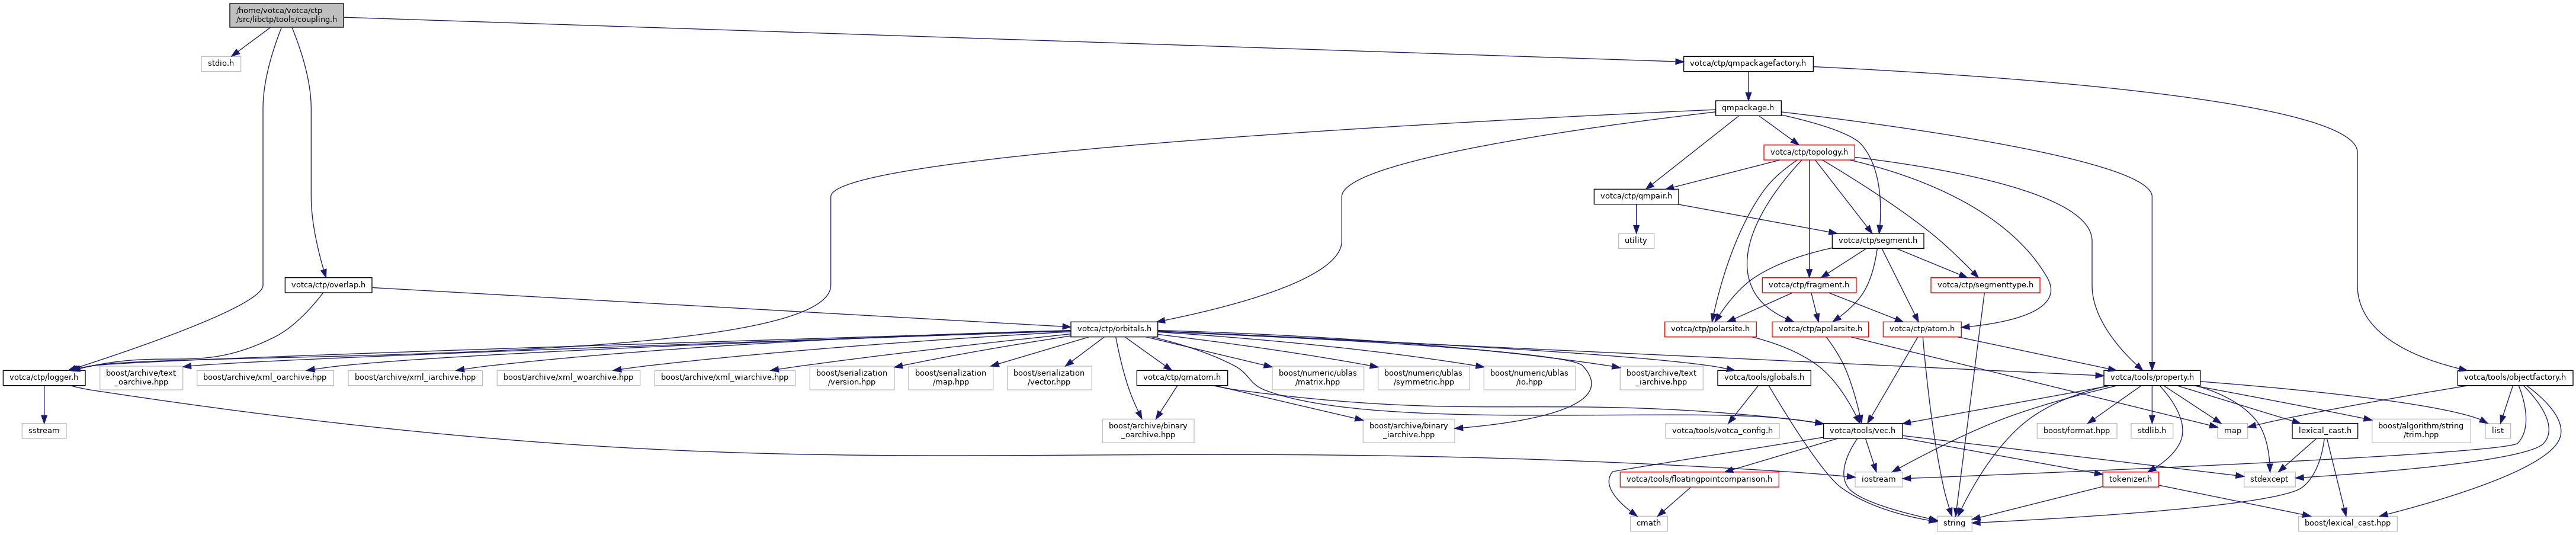 /home/votca/votca/ctp
/src/libctp/tools/coupling.h
stdio.h
votca/ctp/qmpackagefactory.h
qmpackage.h
votca/ctp/topology.h
votca/ctp/qmpair.h
utility
votca/ctp/segment.h
votca/ctp/overlap.h
votca/ctp/fragment.h
votca/ctp/segmenttype.h
votca/ctp/orbitals.h
votca/ctp/polarsite.h
votca/ctp/apolarsite.h
votca/ctp/atom.h
votca/ctp/logger.h
boost/archive/text
_oarchive.hpp
boost/archive/xml_oarchive.hpp
boost/archive/xml_iarchive.hpp
boost/archive/xml_woarchive.hpp
boost/archive/xml_wiarchive.hpp
boost/serialization
/version.hpp
boost/serialization
/map.hpp
boost/serialization
/vector.hpp
votca/ctp/qmatom.h
boost/numeric/ublas
/matrix.hpp
boost/numeric/ublas
/symmetric.hpp
boost/numeric/ublas
/io.hpp
boost/archive/text
_iarchive.hpp
votca/tools/globals.h
votca/tools/property.h
votca/tools/objectfactory.h
sstream
boost/archive/binary
_oarchive.hpp
boost/archive/binary
_iarchive.hpp
votca/tools/votca_config.h
votca/tools/vec.h
boost/format.hpp
stdlib.h
map
lexical_cast.h
boost/algorithm/string
/trim.hpp
list
votca/tools/floatingpointcomparison.h
iostream
tokenizer.h
stdexcept
cmath
string
boost/lexical_cast.hpp